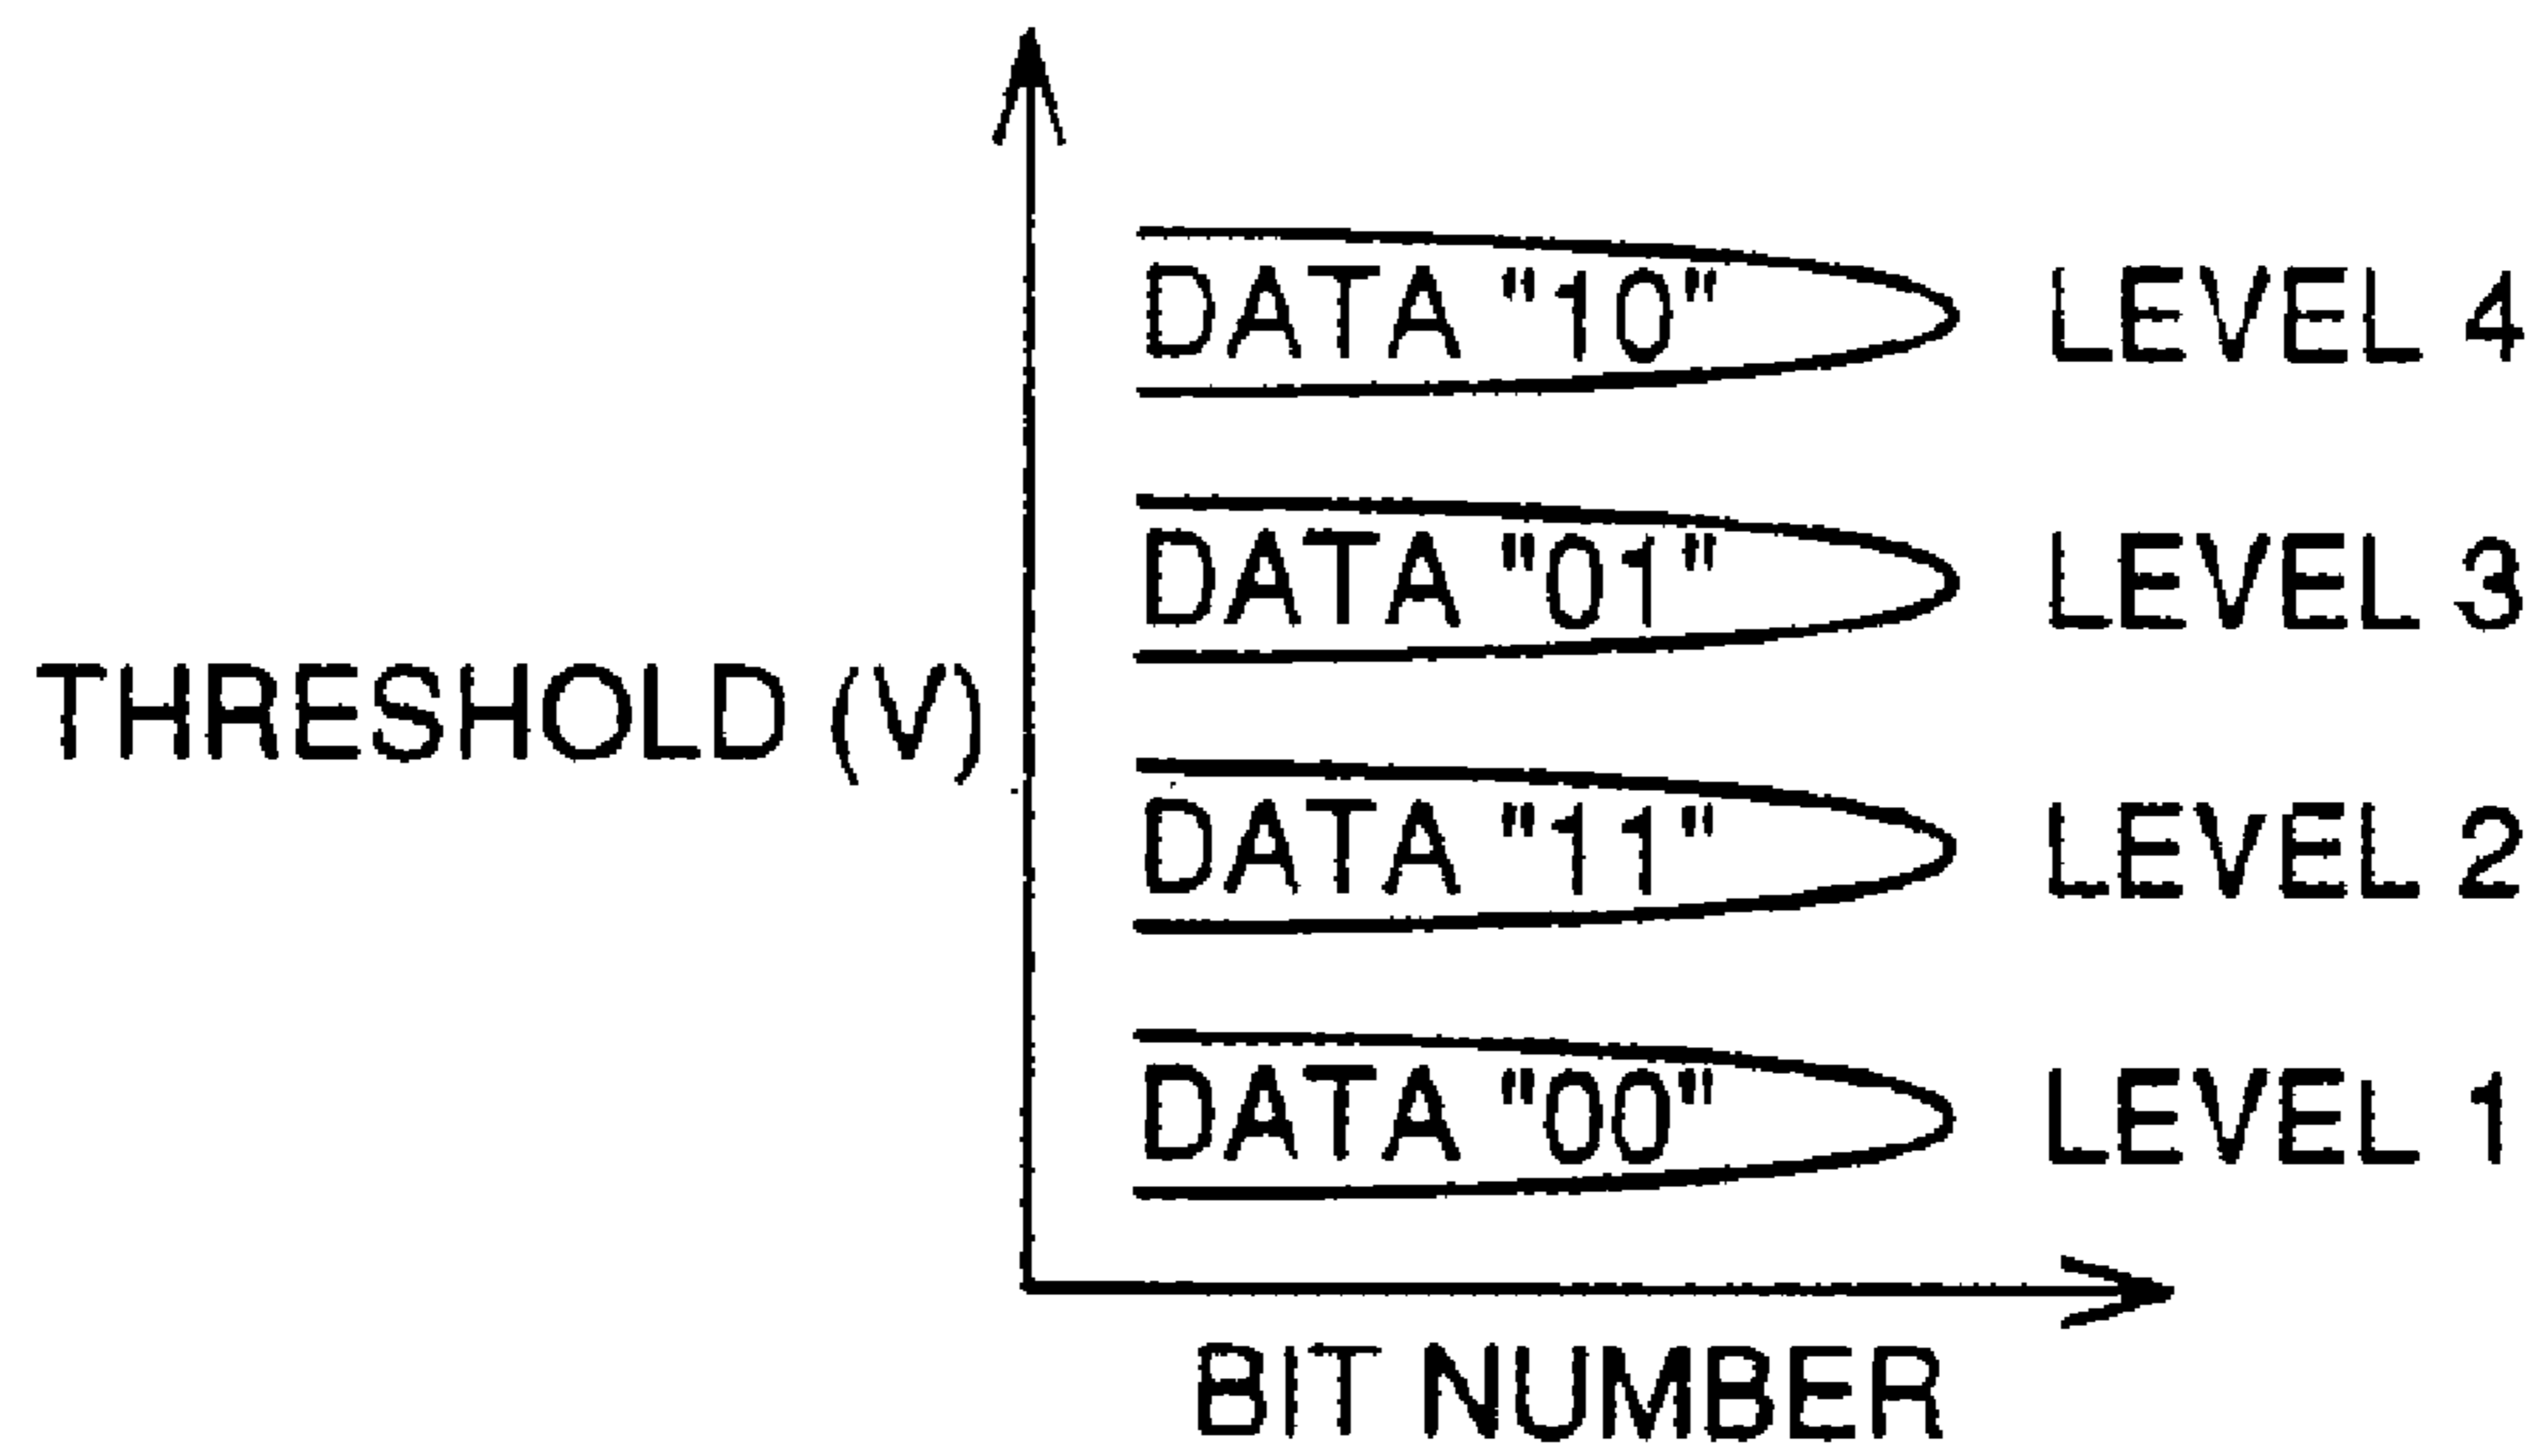 DATA "10" LEVEL 4
DATA "01" LEVEL 3
THRESHOLD (V)
DATA "11" LEVEL 2
DATA "00" LEVEL 1
BIT NUMBER